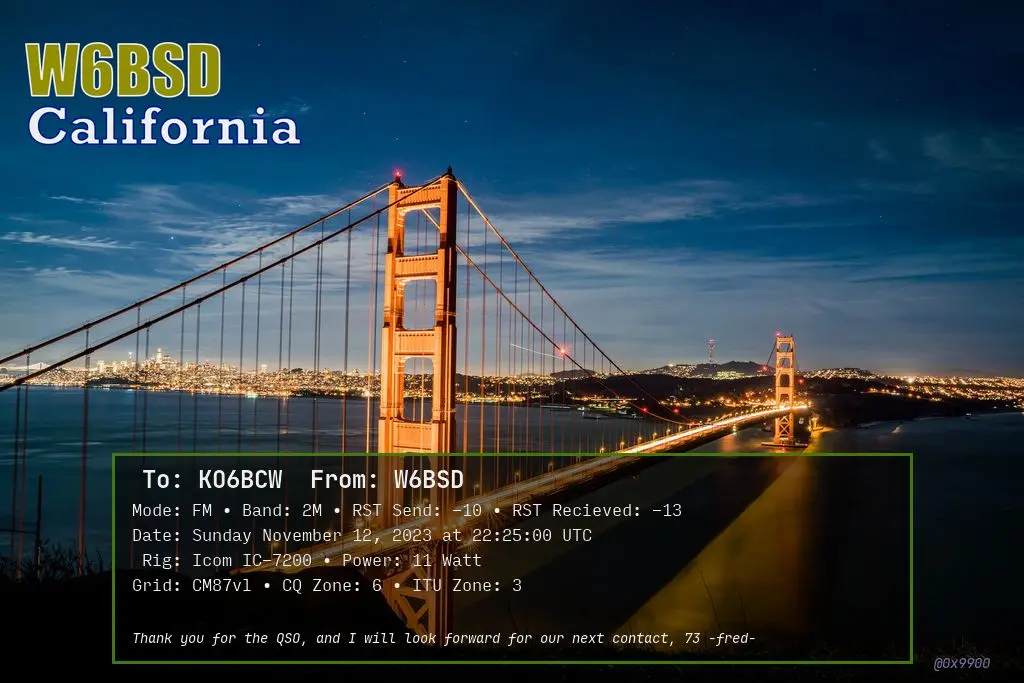 W6BSD
California
To: KO6BCW From: W6BSD
Mode: FM • Band: 2M • RST Send: −10 • RST Recieved: −13
Date: Sunday November 12, 2023 at 22:25:00 UTC
Rig: Icom IC−7200 • Power: 11 Watt
Grid: CM87vl • CQ Zone: 6 • ITU Zone: 3
Thank you for the QSO, and I will look forward for our next contact, 73 -fred-
@0x9900